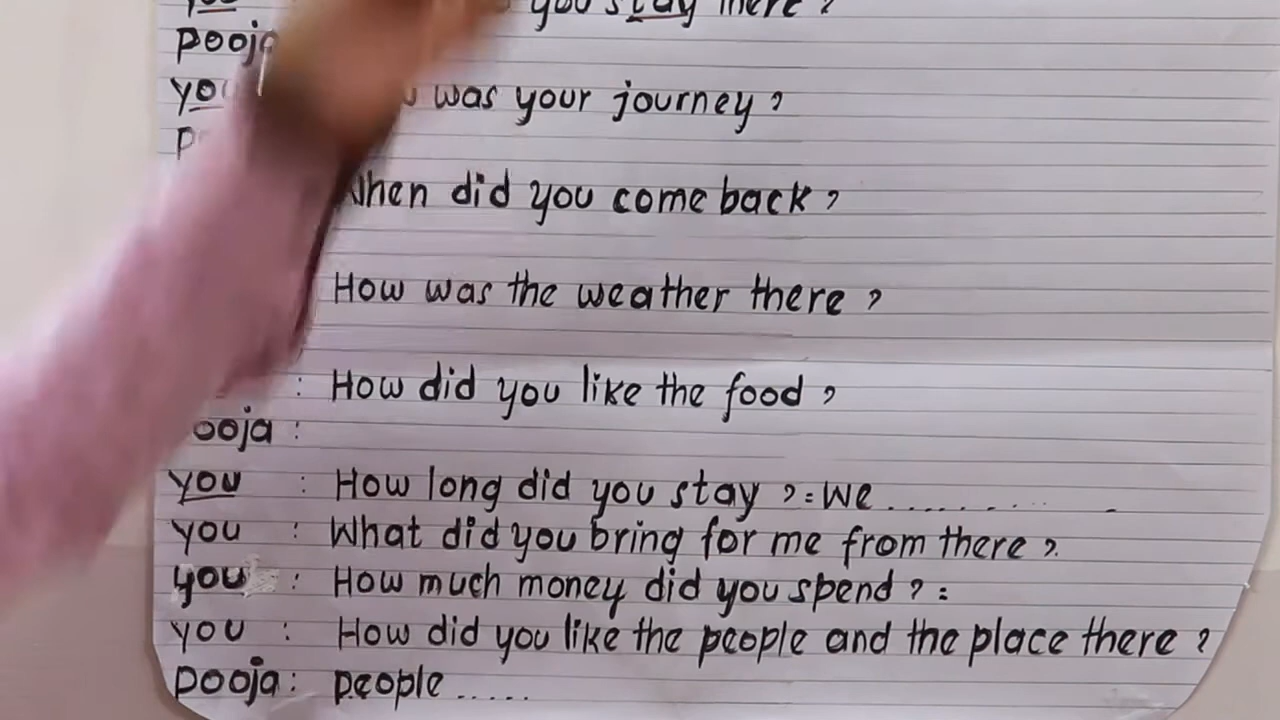 you you stay there ?
Pooja
you was your journey ?
P
When did you come back ?
How was the weather there ?
: How did you like the food ?
ooja :
you : How long did you stay ? = We ........
you : What did you bring for me from there ?
you : How much money did you spend ? :
you : How did you like the people and the place there ?
Pooja : people .....